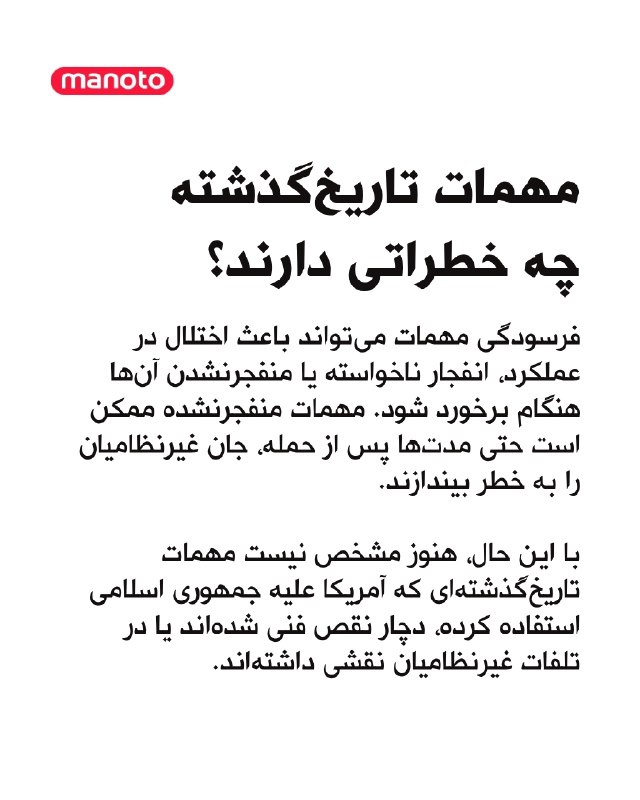 manoto
مهمات تاریخ‌گذشته
چه خطراتی دارند؟
فرسودگی مهمات می‌تواند باعث اختلال در
عملکرد، انفجار ناخواسته یا منفجرنشدن آن‌ها
هنگام برخورد شود. مهمات منفجرنشده ممکن
است حتی مدت‌ها پس از حمله، جان غیرنظامیان
را به خطر بیندازند.
با این حال، هنوز مشخص نیست مهمات
تاریخ‌گذشته‌ای که آمریکا علیه جمهوری اسلامی
استفاده کرده، دچار نقص فنی شده‌اند یا در
تلفات غیرنظامیان نقشی داشته‌اند.